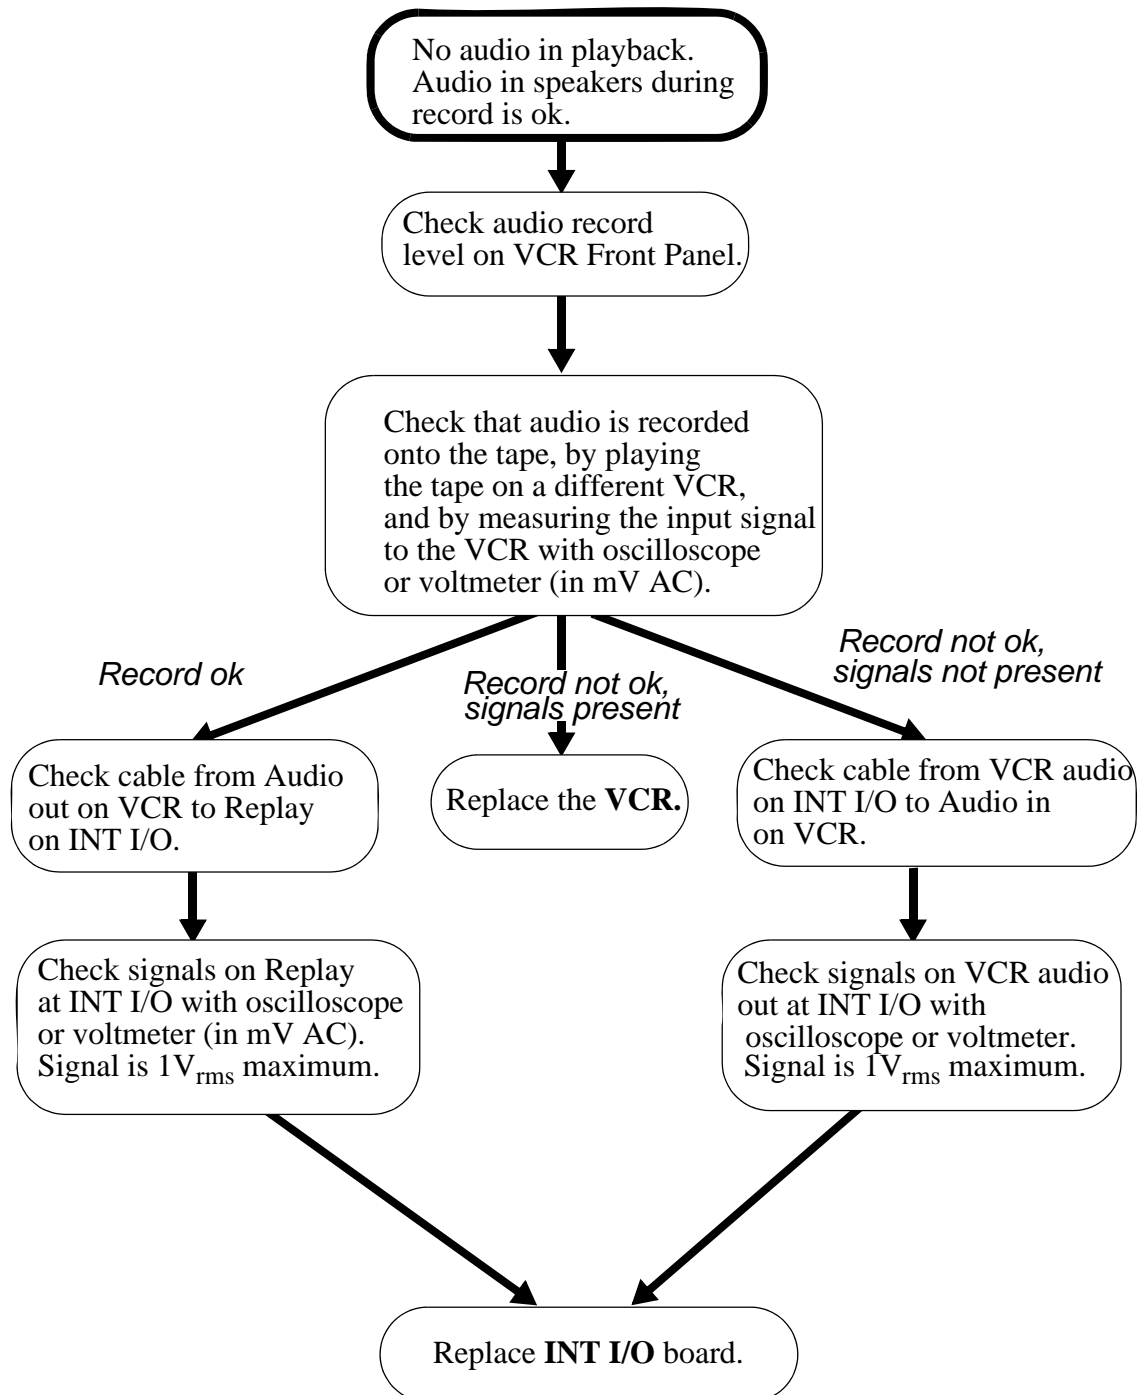 No audio in playback.
Audio in speakers during
record is ok.
Check audio record
level on VCR Front Panel.
Check that audio is recorded
onto the tape, by playing
the tape on a different VCR,
and by measuring the input signal
to the VCR with oscilloscope
or voltmeter (in mV AC).
Record ok
Record not ok,
signals present
Record not ok,
signals not present
Check cable from Audio
out on VCR to Replay
on INT I/O.
Replace the VCR.
Check cable from VCR audio
on INT I/O to Audio in
on VCR.
Check signals on Replay
at INT I/O with oscilloscope
or voltmeter (in mV AC).
Signal is 1Vrms maximum.
Check signals on VCR audio
out at INT I/O with
oscilloscope or voltmeter.
Signal is 1Vrms maximum.
Replace INT I/O board.